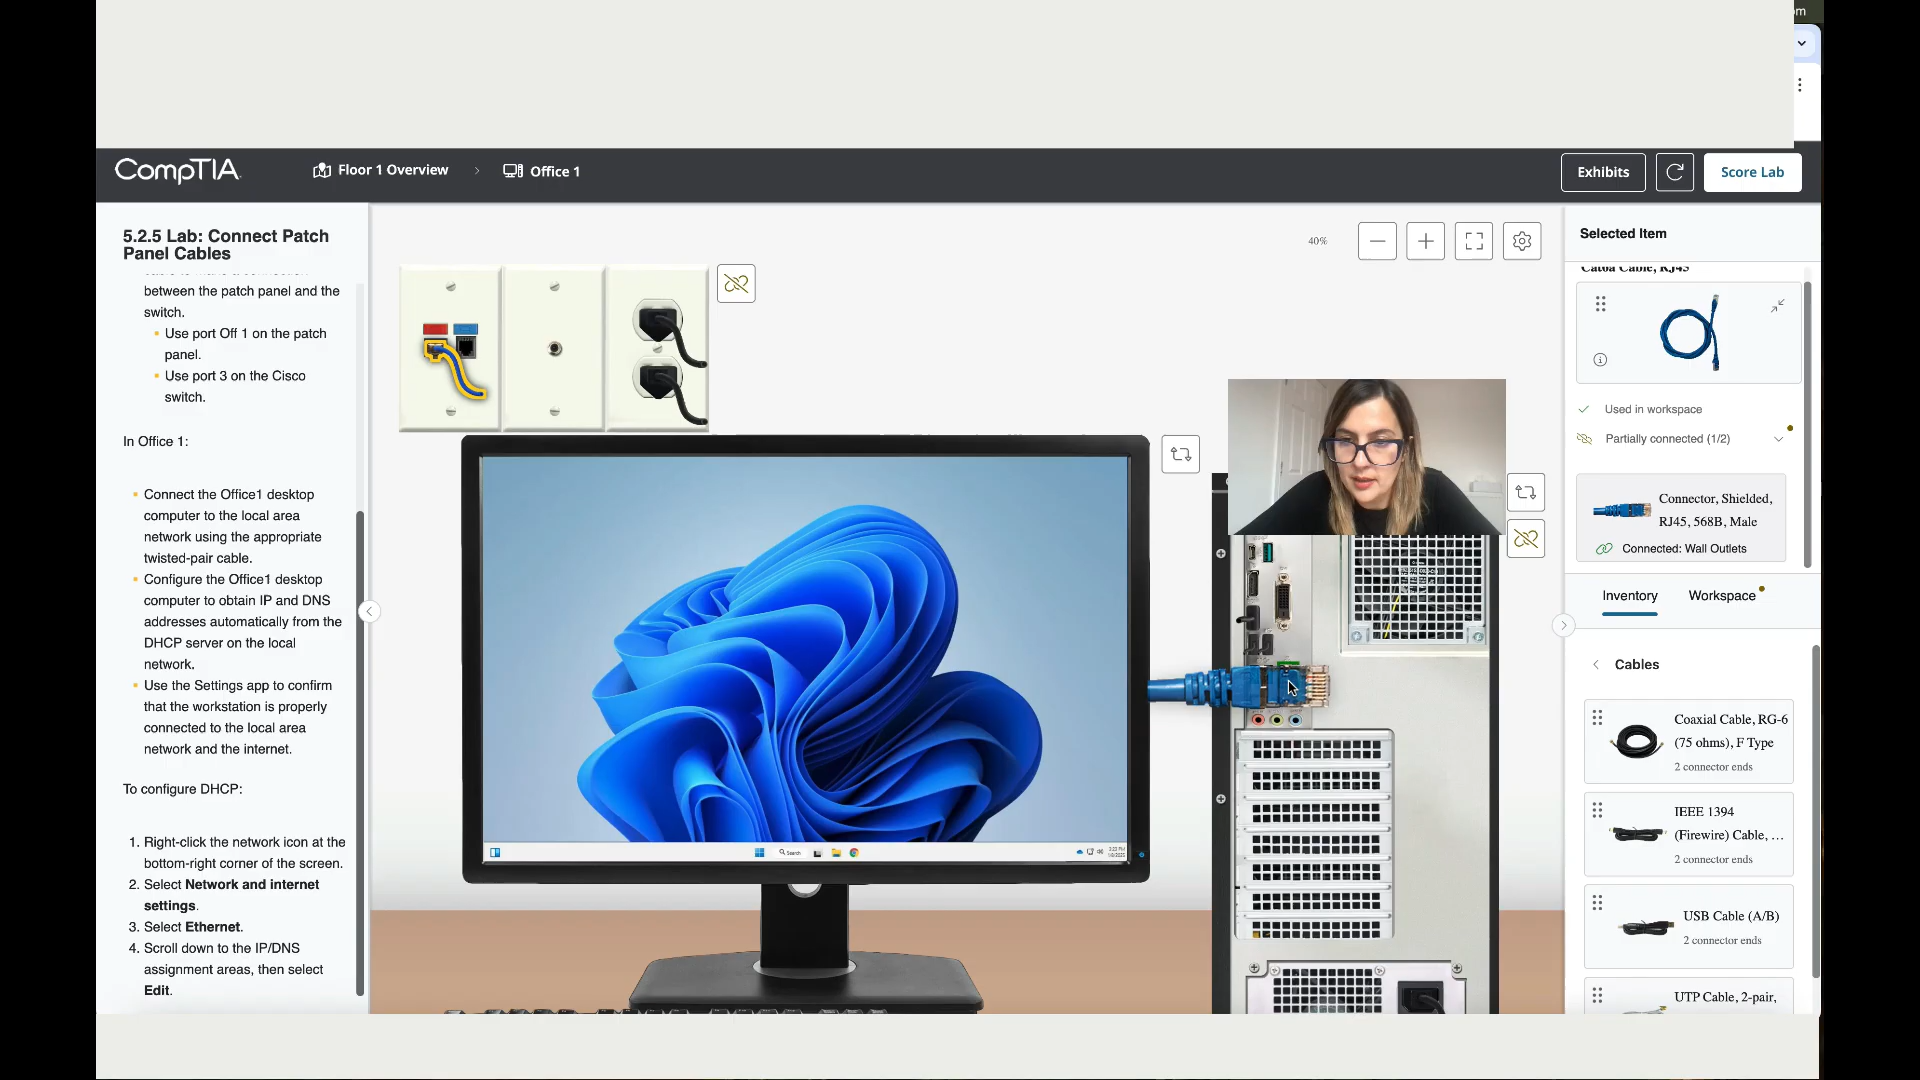 om
CompTIA.
Floor 1 Overview
Office 1
Exhibits
Score Lab
5.2.5 Lab: Connect Patch
Panel Cables
between the patch panel and the
switch.
Use port Off 1 on the patch
panel.
Use port 3 on the Cisco
switch.
In Office 1:
Connect the Office1 desktop
computer to the local area
network using the appropriate
twisted-pair cable.
Configure the Office1 desktop
computer to obtain IP and DNS
addresses automatically from the
DHCP server on the local
network.
Use the Settings app to confirm
that the workstation is properly
connected to the local area
network and the internet.
To configure DHCP:
1. Right-click the network icon at the
bottom-right corner of the screen.
2. Select Network and internet
settings.
3. Select Ethernet.
4. Scroll down to the IP/DNS
assignment areas, then select
Edit.
40%
Search
Selected Item
Cat6a Cable, RJ45
Used in workspace
Partially connected (1/2)
Connector, Shielded,
RJ45, 568B, Male
Connected: Wall Outlets
Inventory
Workspace
Cables
Coaxial Cable, RG-6
(75 ohms), F Type
2 connector ends
IEEE 1394
(Firewire) Cable, ...
2 connector ends
USB Cable (A/B)
2 connector ends
UTP Cable, 2-pair,